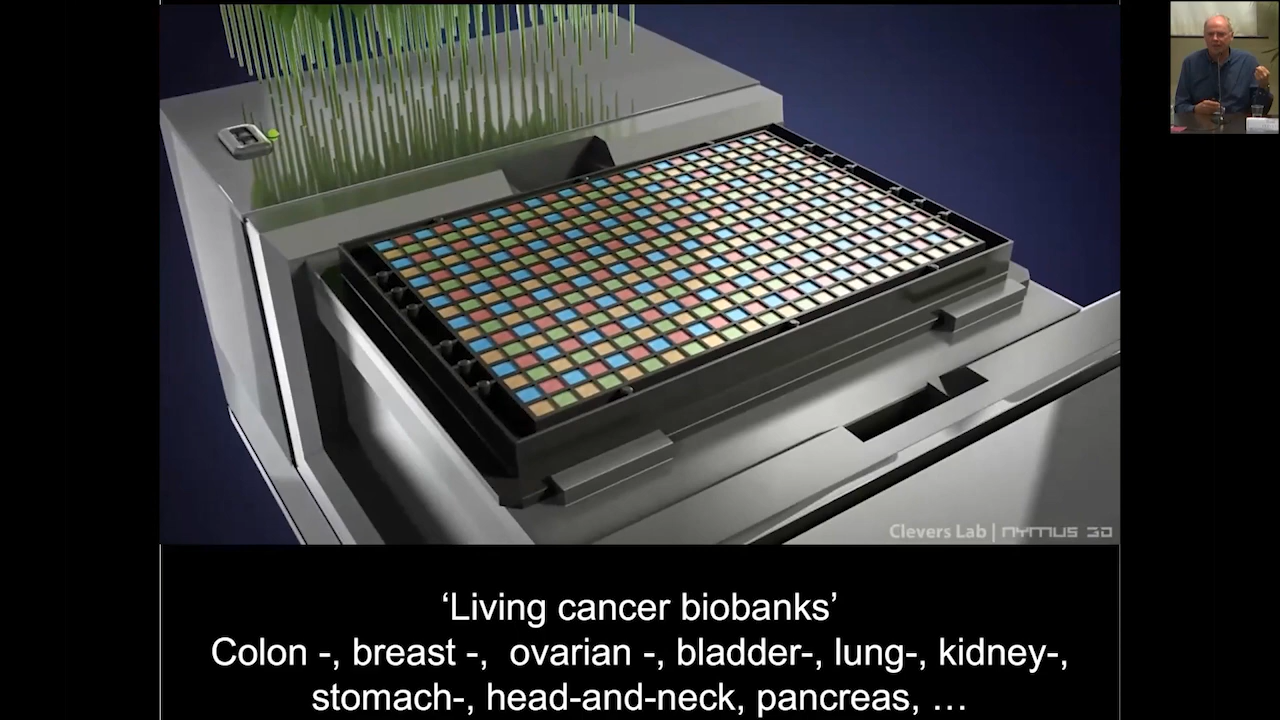 Clevers Lab | NYMUS 3D
‘Living cancer biobanks’
Colon -, breast -, ovarian -, bladder-, lung-, kidney-,
stomach-, head-and-neck, pancreas, …